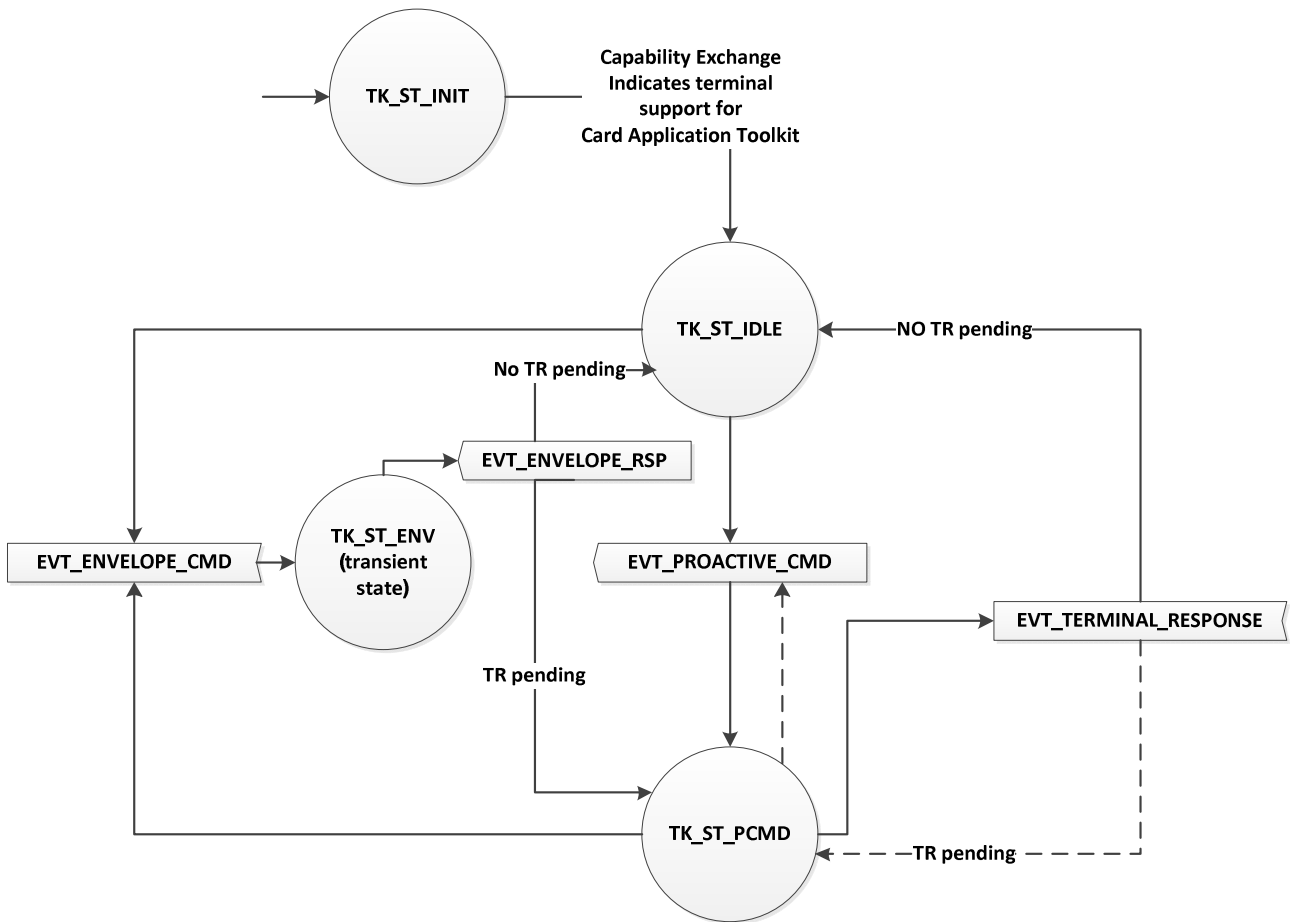 TK_ST_INIT
Capability Exchange
Indicates terminal
support for
Card Application Toolkit
TK_ST_IDLE
NO TR pending
No TR pending
EVT_ENVELOPE_RSP
TK_ST_ENV
(transient
state)
EVT_ENVELOPE_CMD
EVT_PROACTIVE_CMD
EVT_TERMINAL_RESPONSE
TR pending
TK_ST_PCMD
TR pending